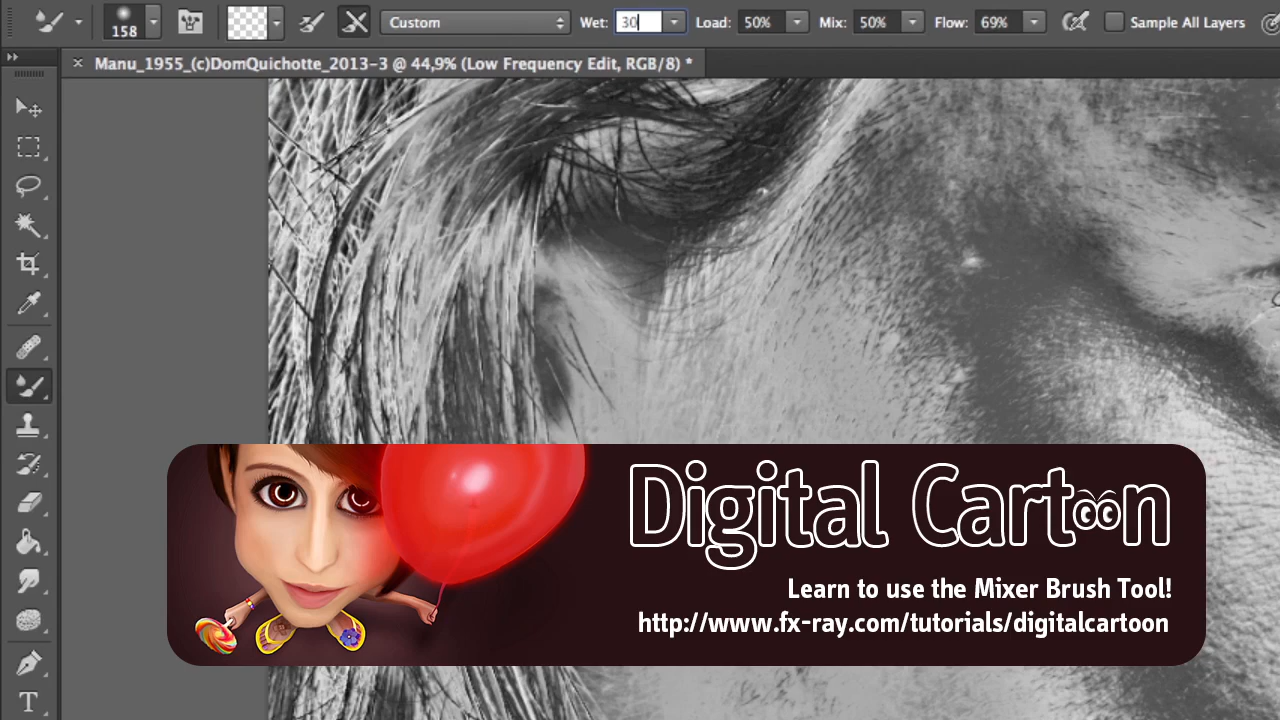 158
Custom
Wet: 30
Load: 50%
Mix: 50%
Flow: 69%
Sample All Layers
× Manu_1955_(c)DomQuichotte_2013-3 @ 44,9% (Low Frequency Edit, RGB/8) *
T
Digital Cartoon
Learn to use the Mixer Brush Tool!
http://www.fx-ray.com/tutorials/digitalcartoon